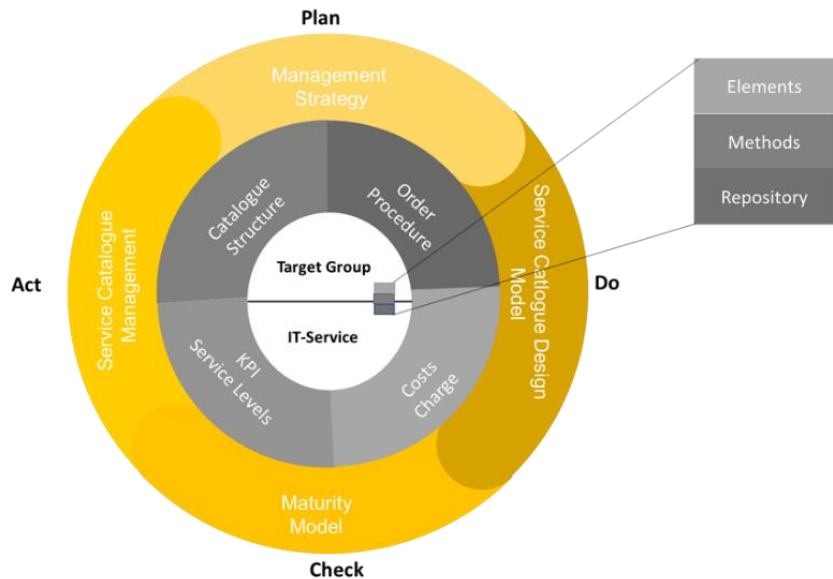 Plan
Management
Strategy
Elements
Methods
Repository
Catalogue
Structure
Order
Procedure
Service Catalogue
Management
Service Catlogue Design
Model
Target Group
Act
Do
IT-Service
KPI
Service Levels
Costs
Charge
Maturity
Model
Check